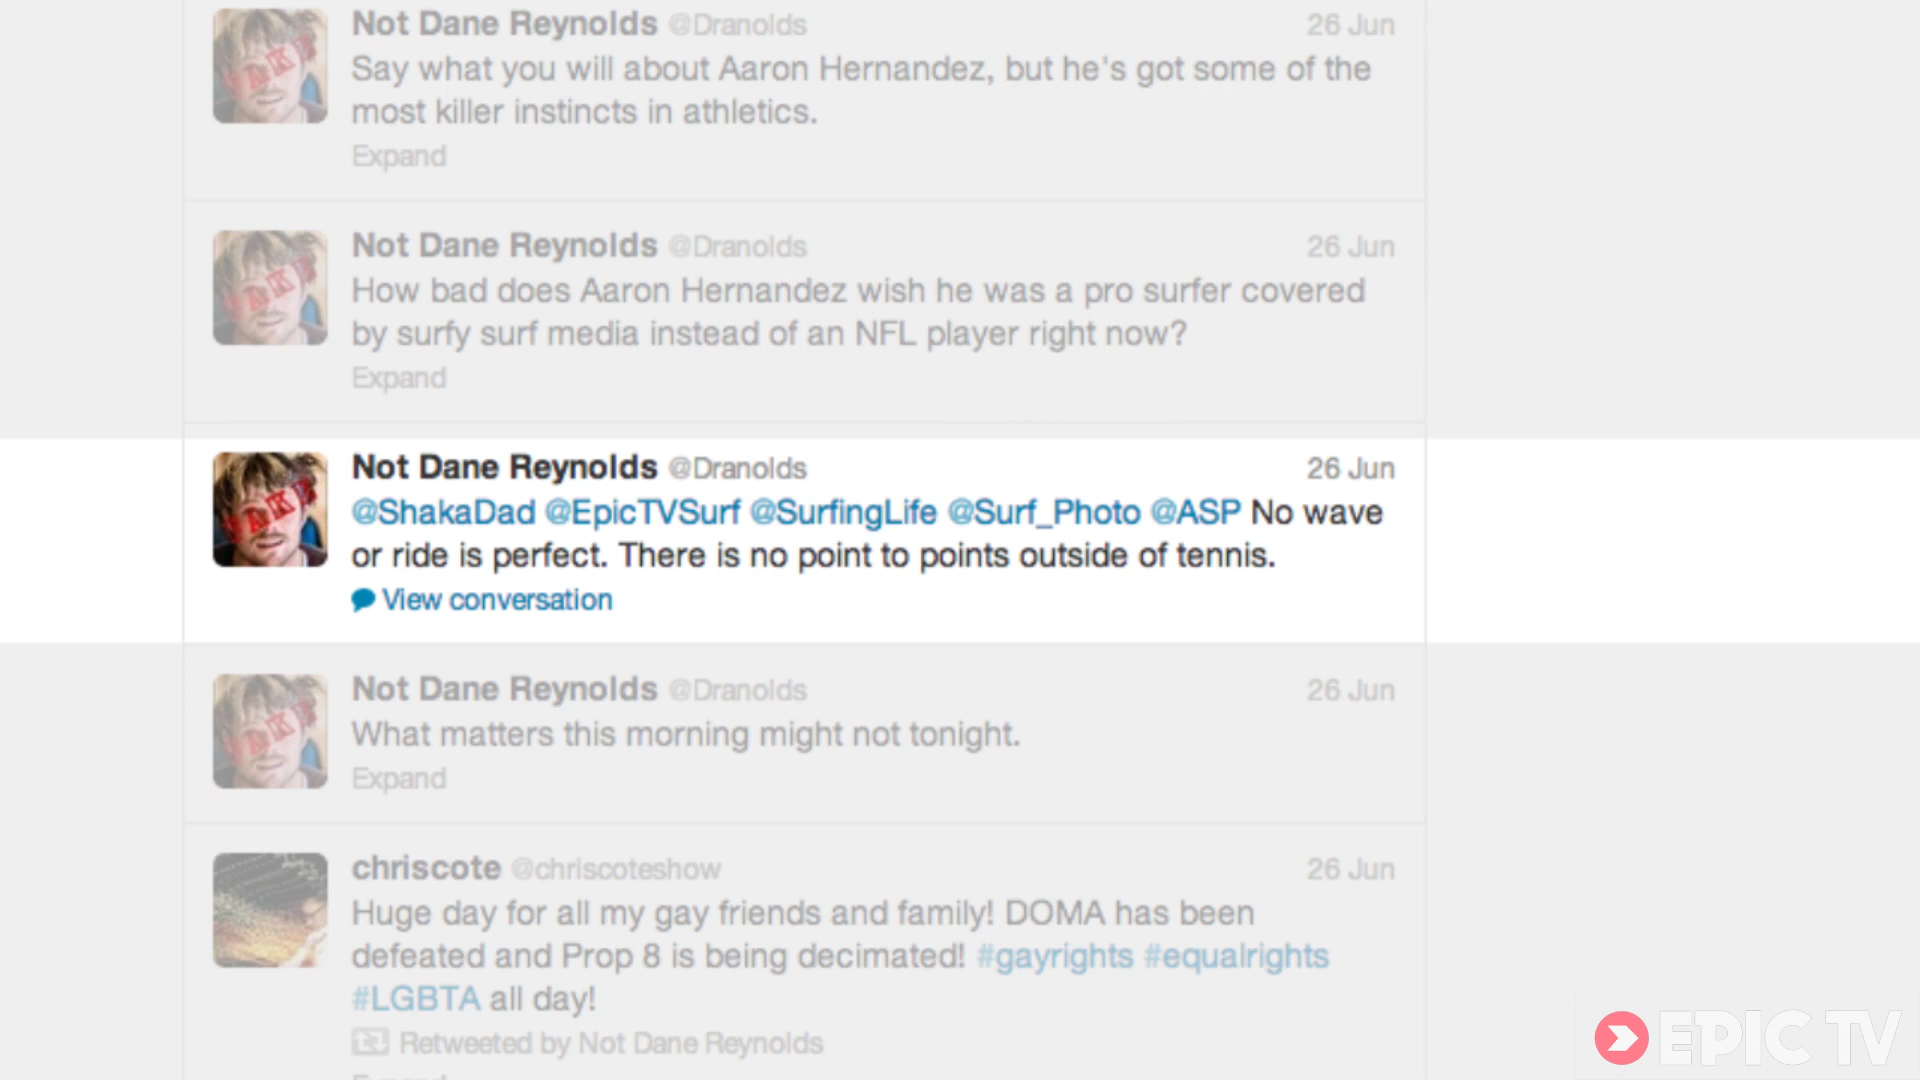 Not Dane Reynolds @Dranolds 26 Jun
Say what you will about Aaron Hernandez, but he's got some of the
most killer instincts in athletics.
Expand
Not Dane Reynolds @Dranolds 26 Jun
How bad does Aaron Hernandez wish he was a pro surfer covered
by surfy surf media instead of an NFL player right now?
Expand
FAKE
Not Dane Reynolds @Dranolds 26 Jun
@ShakaDad @EpicTVSurf @SurfingLife @Surf_Photo @ASP No wave
or ride is perfect. There is no point to points outside of tennis.
View conversation
Not Dane Reynolds @Dranolds 26 Jun
What matters this morning might not tonight.
Expand
chriscote @chriscoteshow 26 Jun
Huge day for all my gay friends and family! DOMA has been
defeated and Prop 8 is being decimated! #gayrights #equalrights
#LGBTA all day!
Retweeted by Not Dane Reynolds
Expand
EPIC TV